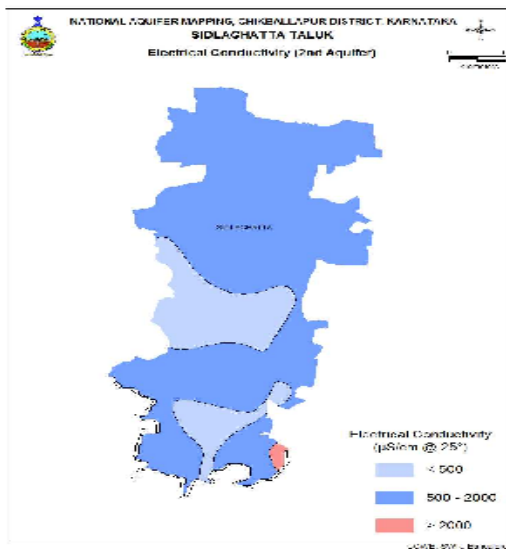 NATIONAL AQUIFER MAPPING, CHIKBALLAPUR DISTRICT, KARNATAKA
SIDLAGHATTA TALUK
Electrical Conductivity (2nd Aquifer)
Electrical Conductivity
(µS/cm @ 25°)
< 500
500 - 2000
> 2000